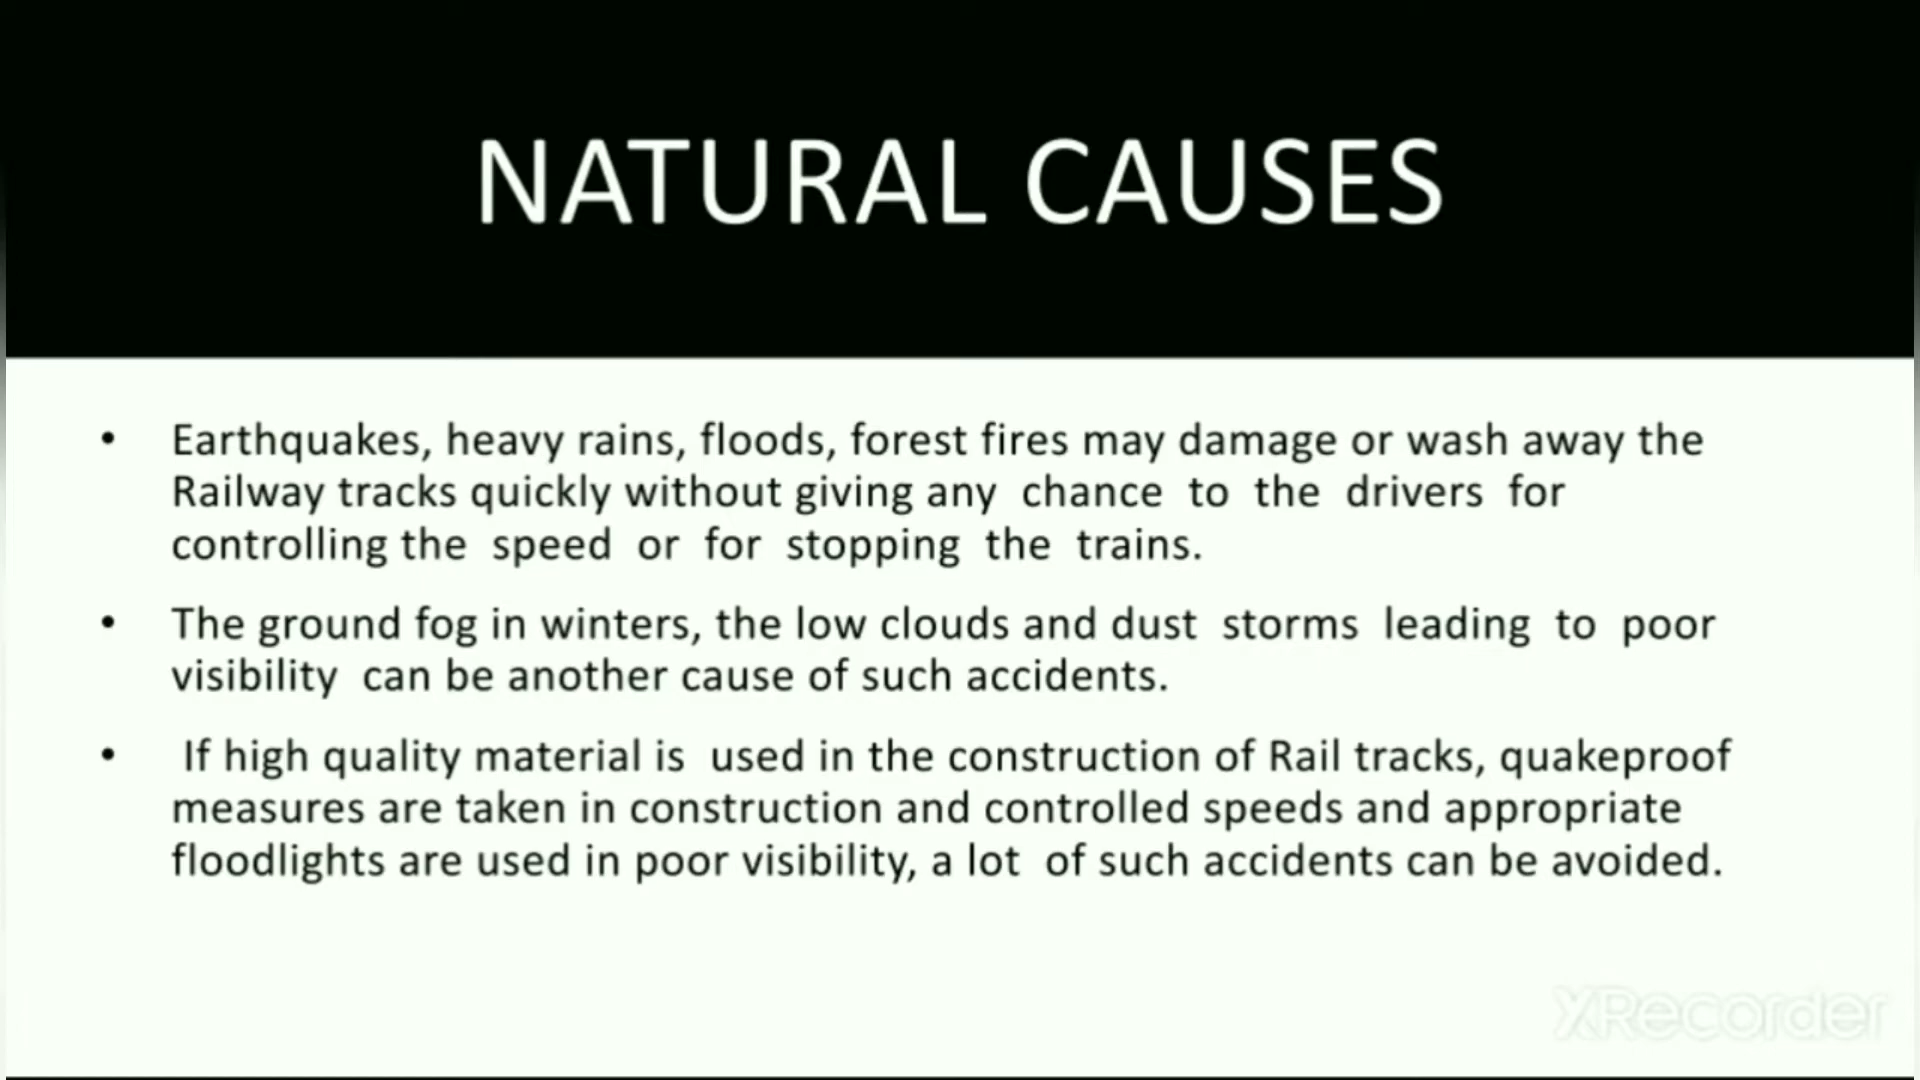 NATURAL CAUSES
• Earthquakes, heavy rains, floods, forest fires may damage or wash away the
Railway tracks quickly without giving any chance to the drivers for
controlling the speed or for stopping the trains.
• The ground fog in winters, the low clouds and dust storms leading to poor
visibility can be another cause of such accidents.
• If high quality material is used in the construction of Rail tracks, quakeproof
measures are taken in construction and controlled speeds and appropriate
floodlights are used in poor visibility, a lot of such accidents can be avoided.
XRecorder